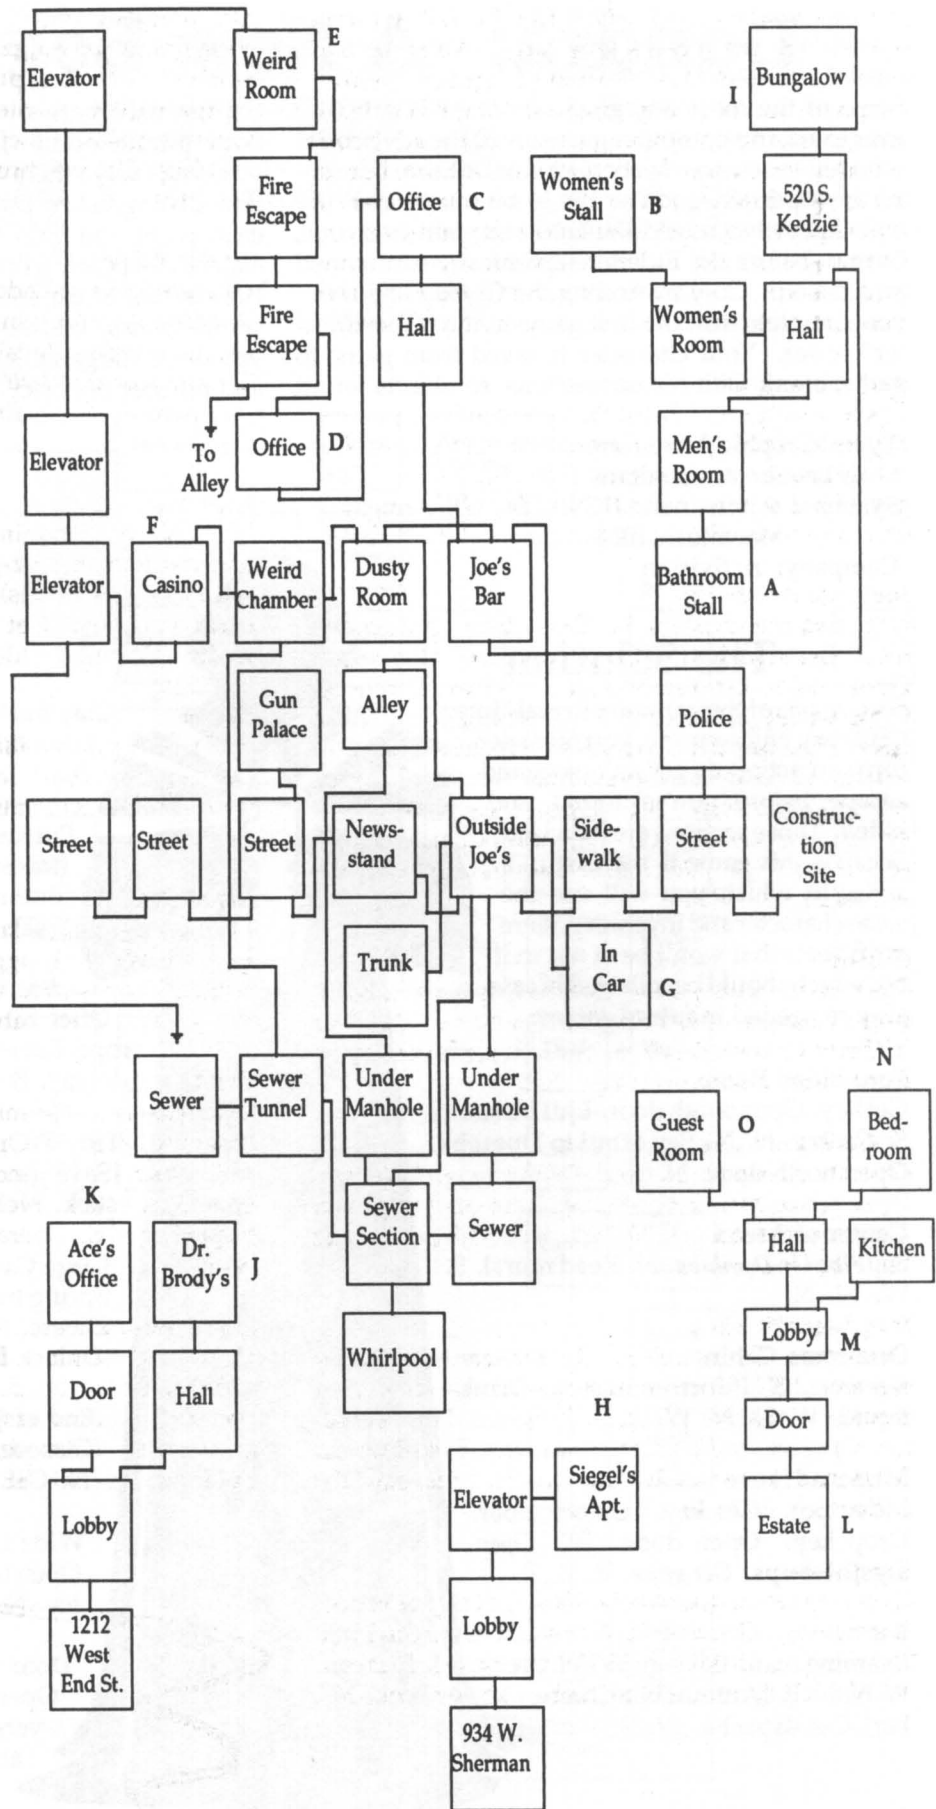 E
Elevator
Weird
Room
I
Bungalow
Fire
Escape
Office
C
Women's
Stall
B
520 S.
Kedzie
Fire
Escape
Hall
Women's
Room
Hall
Elevator
To
Alley
Office
D
Men's
Room
F
Elevator
Casino
Weird
Chamber
Dusty
Room
Joe's
Bar
Bathroom
Stall
A
Gun
Palace
Alley
Police
Street
Street
Street
News-
stand
Outside
Joe's
Side-
walk
Street
Construc-
tion
Site
Trunk
In
Car
G
Sewer
Sewer
Tunnel
Under
Manhole
Under
Manhole
N
Guest
Room
O
Bed-
room
K
Ace's
Office
Dr.
Brody's
J
Sewer
Section
Sewer
Hall
Kitchen
Door
Hall
Whirlpool
Lobby
M
Door
H
Lobby
Elevator
Siegel's
Apt.
Estate
L
1212
West
End St.
Lobby
934 W.
Sherman